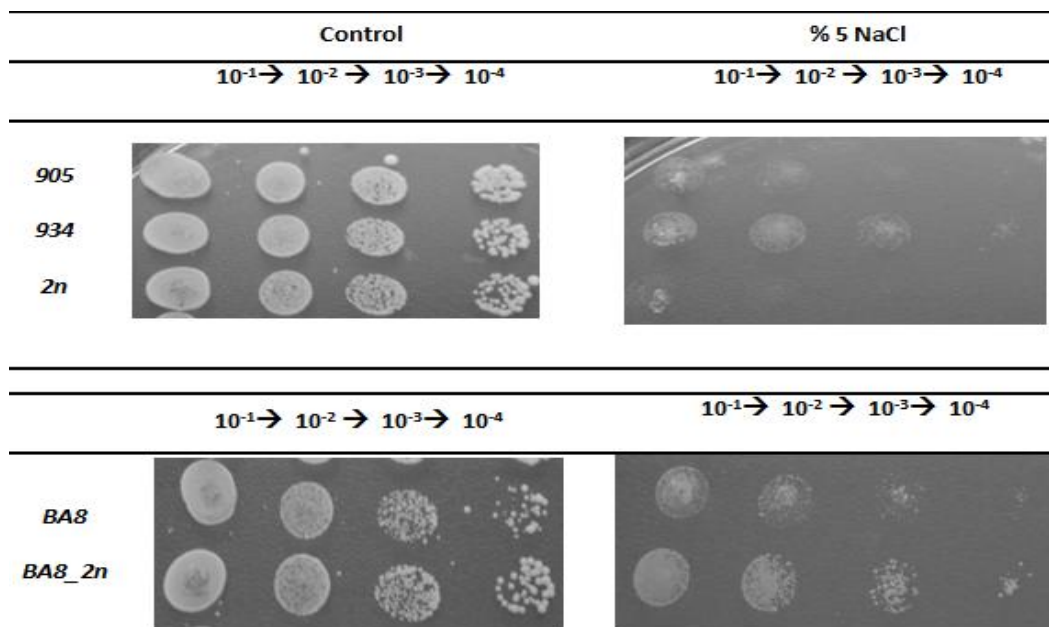 Control % 5 NaCl
10⁻¹→ 10⁻² → 10⁻³→ 10⁻⁴ 10⁻¹→ 10⁻² → 10⁻³→ 10⁻⁴
905
934
2n
10⁻¹→ 10⁻² → 10⁻³→ 10⁻⁴ 10⁻¹→ 10⁻² → 10⁻³→ 10⁻⁴
BA8
BA8_2n